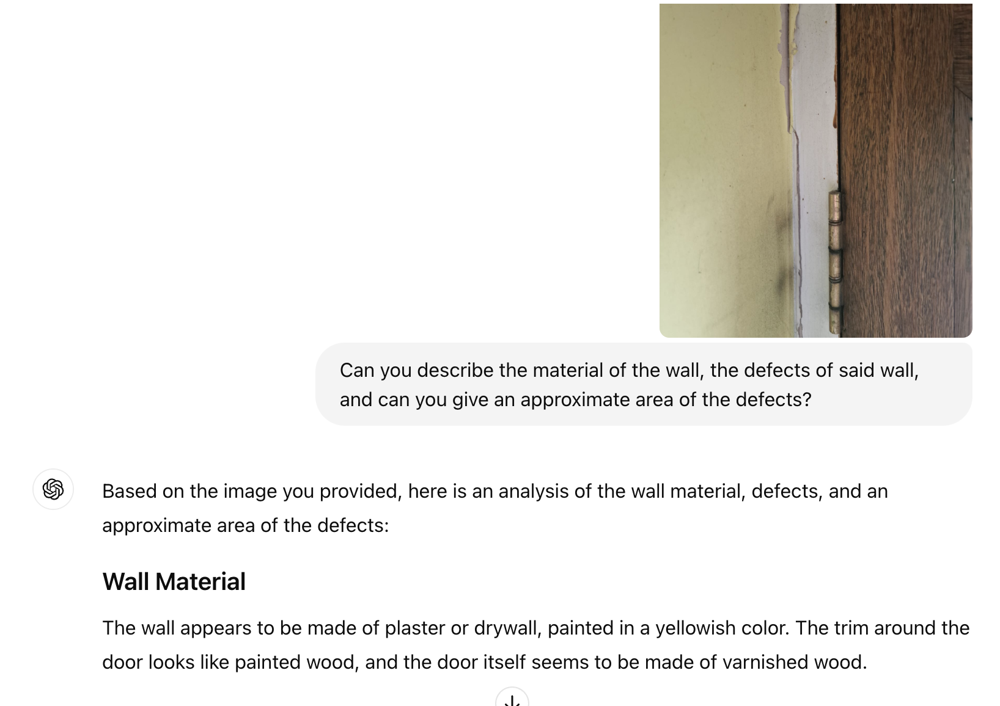 Can you describe the material of the wall, the defects of said wall,
and can you give an approximate area of the defects?
Based on the image you provided, here is an analysis of the wall material, defects, and an
approximate area of the defects:
Wall Material
The wall appears to be made of plaster or drywall, painted in a yellowish color. The trim around the
door looks like painted wood, and the door itself seems to be made of varnished wood.